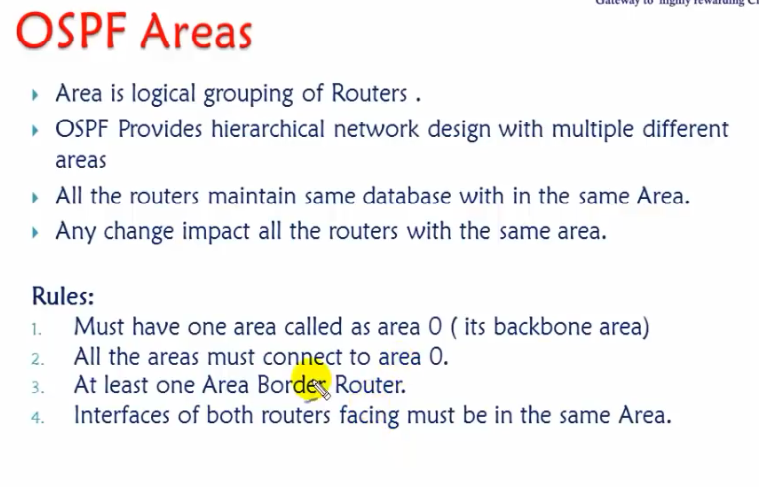 Gateway to highly rewarding
OSPF Areas
Area is logical grouping of Routers .
OSPF Provides hierarchical network design with multiple different
areas
All the routers maintain same database with in the same Area.
Any change impact all the routers with the same area.
Rules:
1. Must have one area called as area 0 ( its backbone area)
2. All the areas must connect to area 0.
3. At least one Area Border Router.
4. Interfaces of both routers facing must be in the same Area.